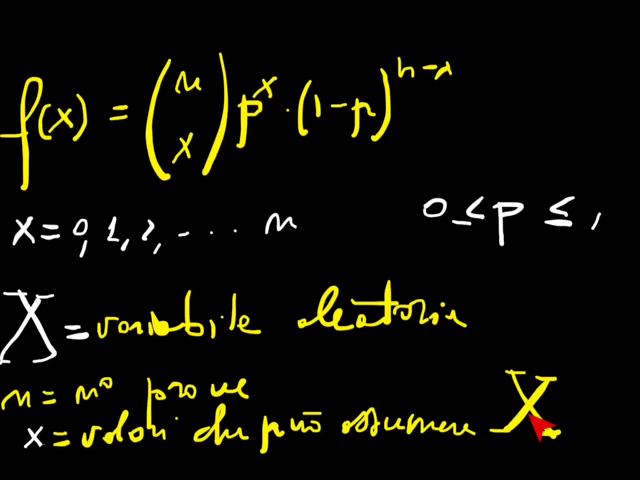 f(x) = (n x) p^x · (1-p)^n-x
x = 0, 1, 2, - · · · n
0 ≤ p ≤ 1
X = variabile aleatoria
n = n° prove
x = valori che può assumere X